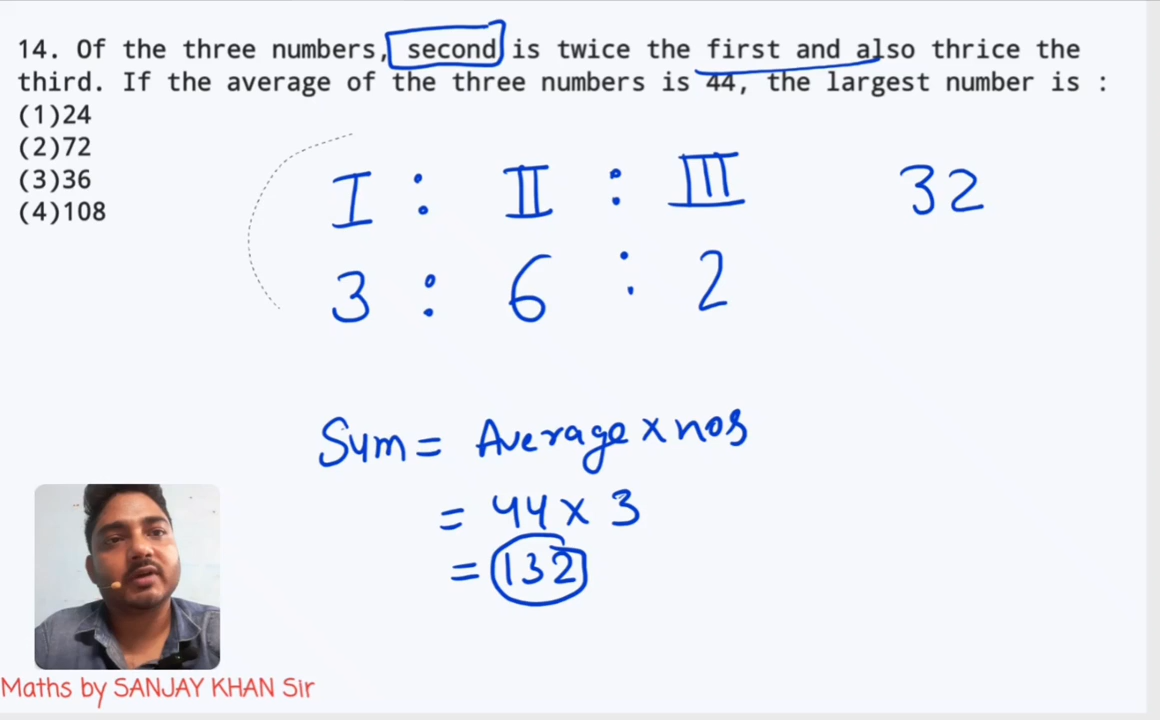 14. Of the three numbers, second is twice the first and also thrice the
third. If the average of the three numbers is 44, the largest number is :
(1)24
(2)72
(3)36
(4)108
I : II : III
32
3 : 6 : 2
Sum = Average x nos
= 44 x 3
= 132
Maths by SANJAY KHAN Sir